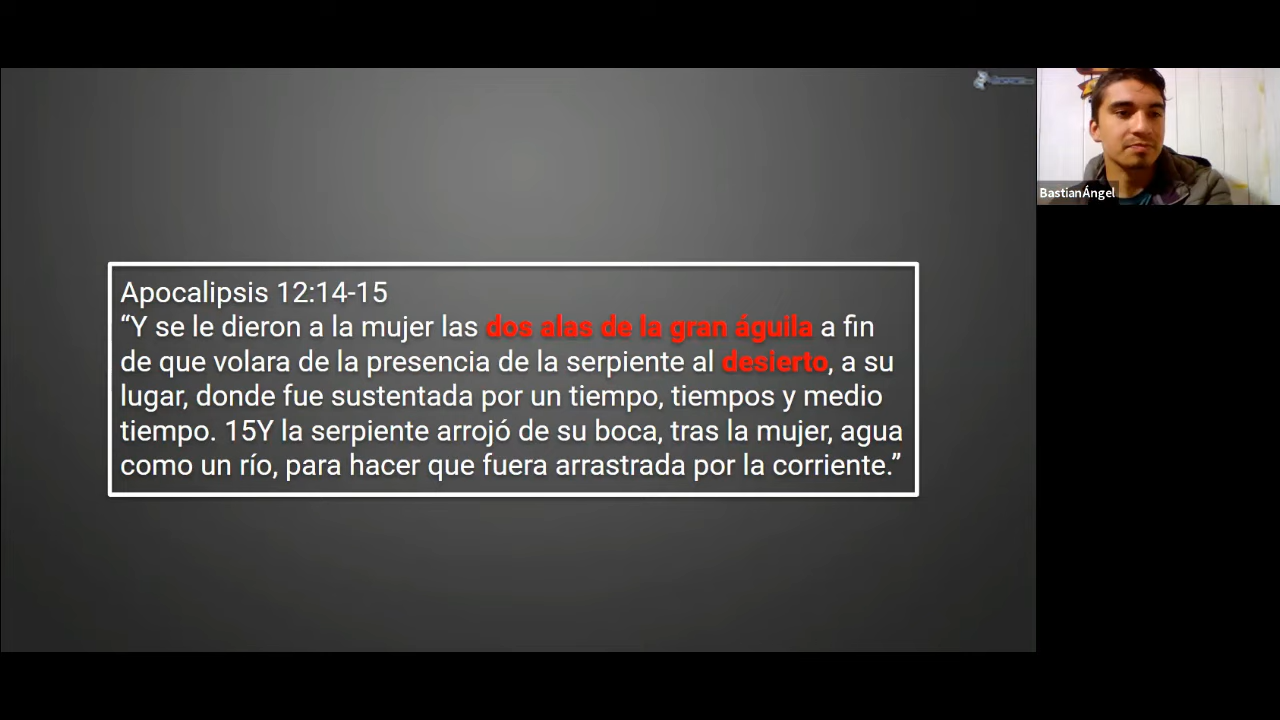 Apocalipsis 12:14-15
“Y se le dieron a la mujer las dos alas de la gran águila a fin
de que volara de la presencia de la serpiente al desierto, a su
lugar, donde fue sustentada por un tiempo, tiempos y medio
tiempo. 15Y la serpiente arrojó de su boca, tras la mujer, agua
como un río, para hacer que fuera arrastrada por la corriente.”
BastianÁngel